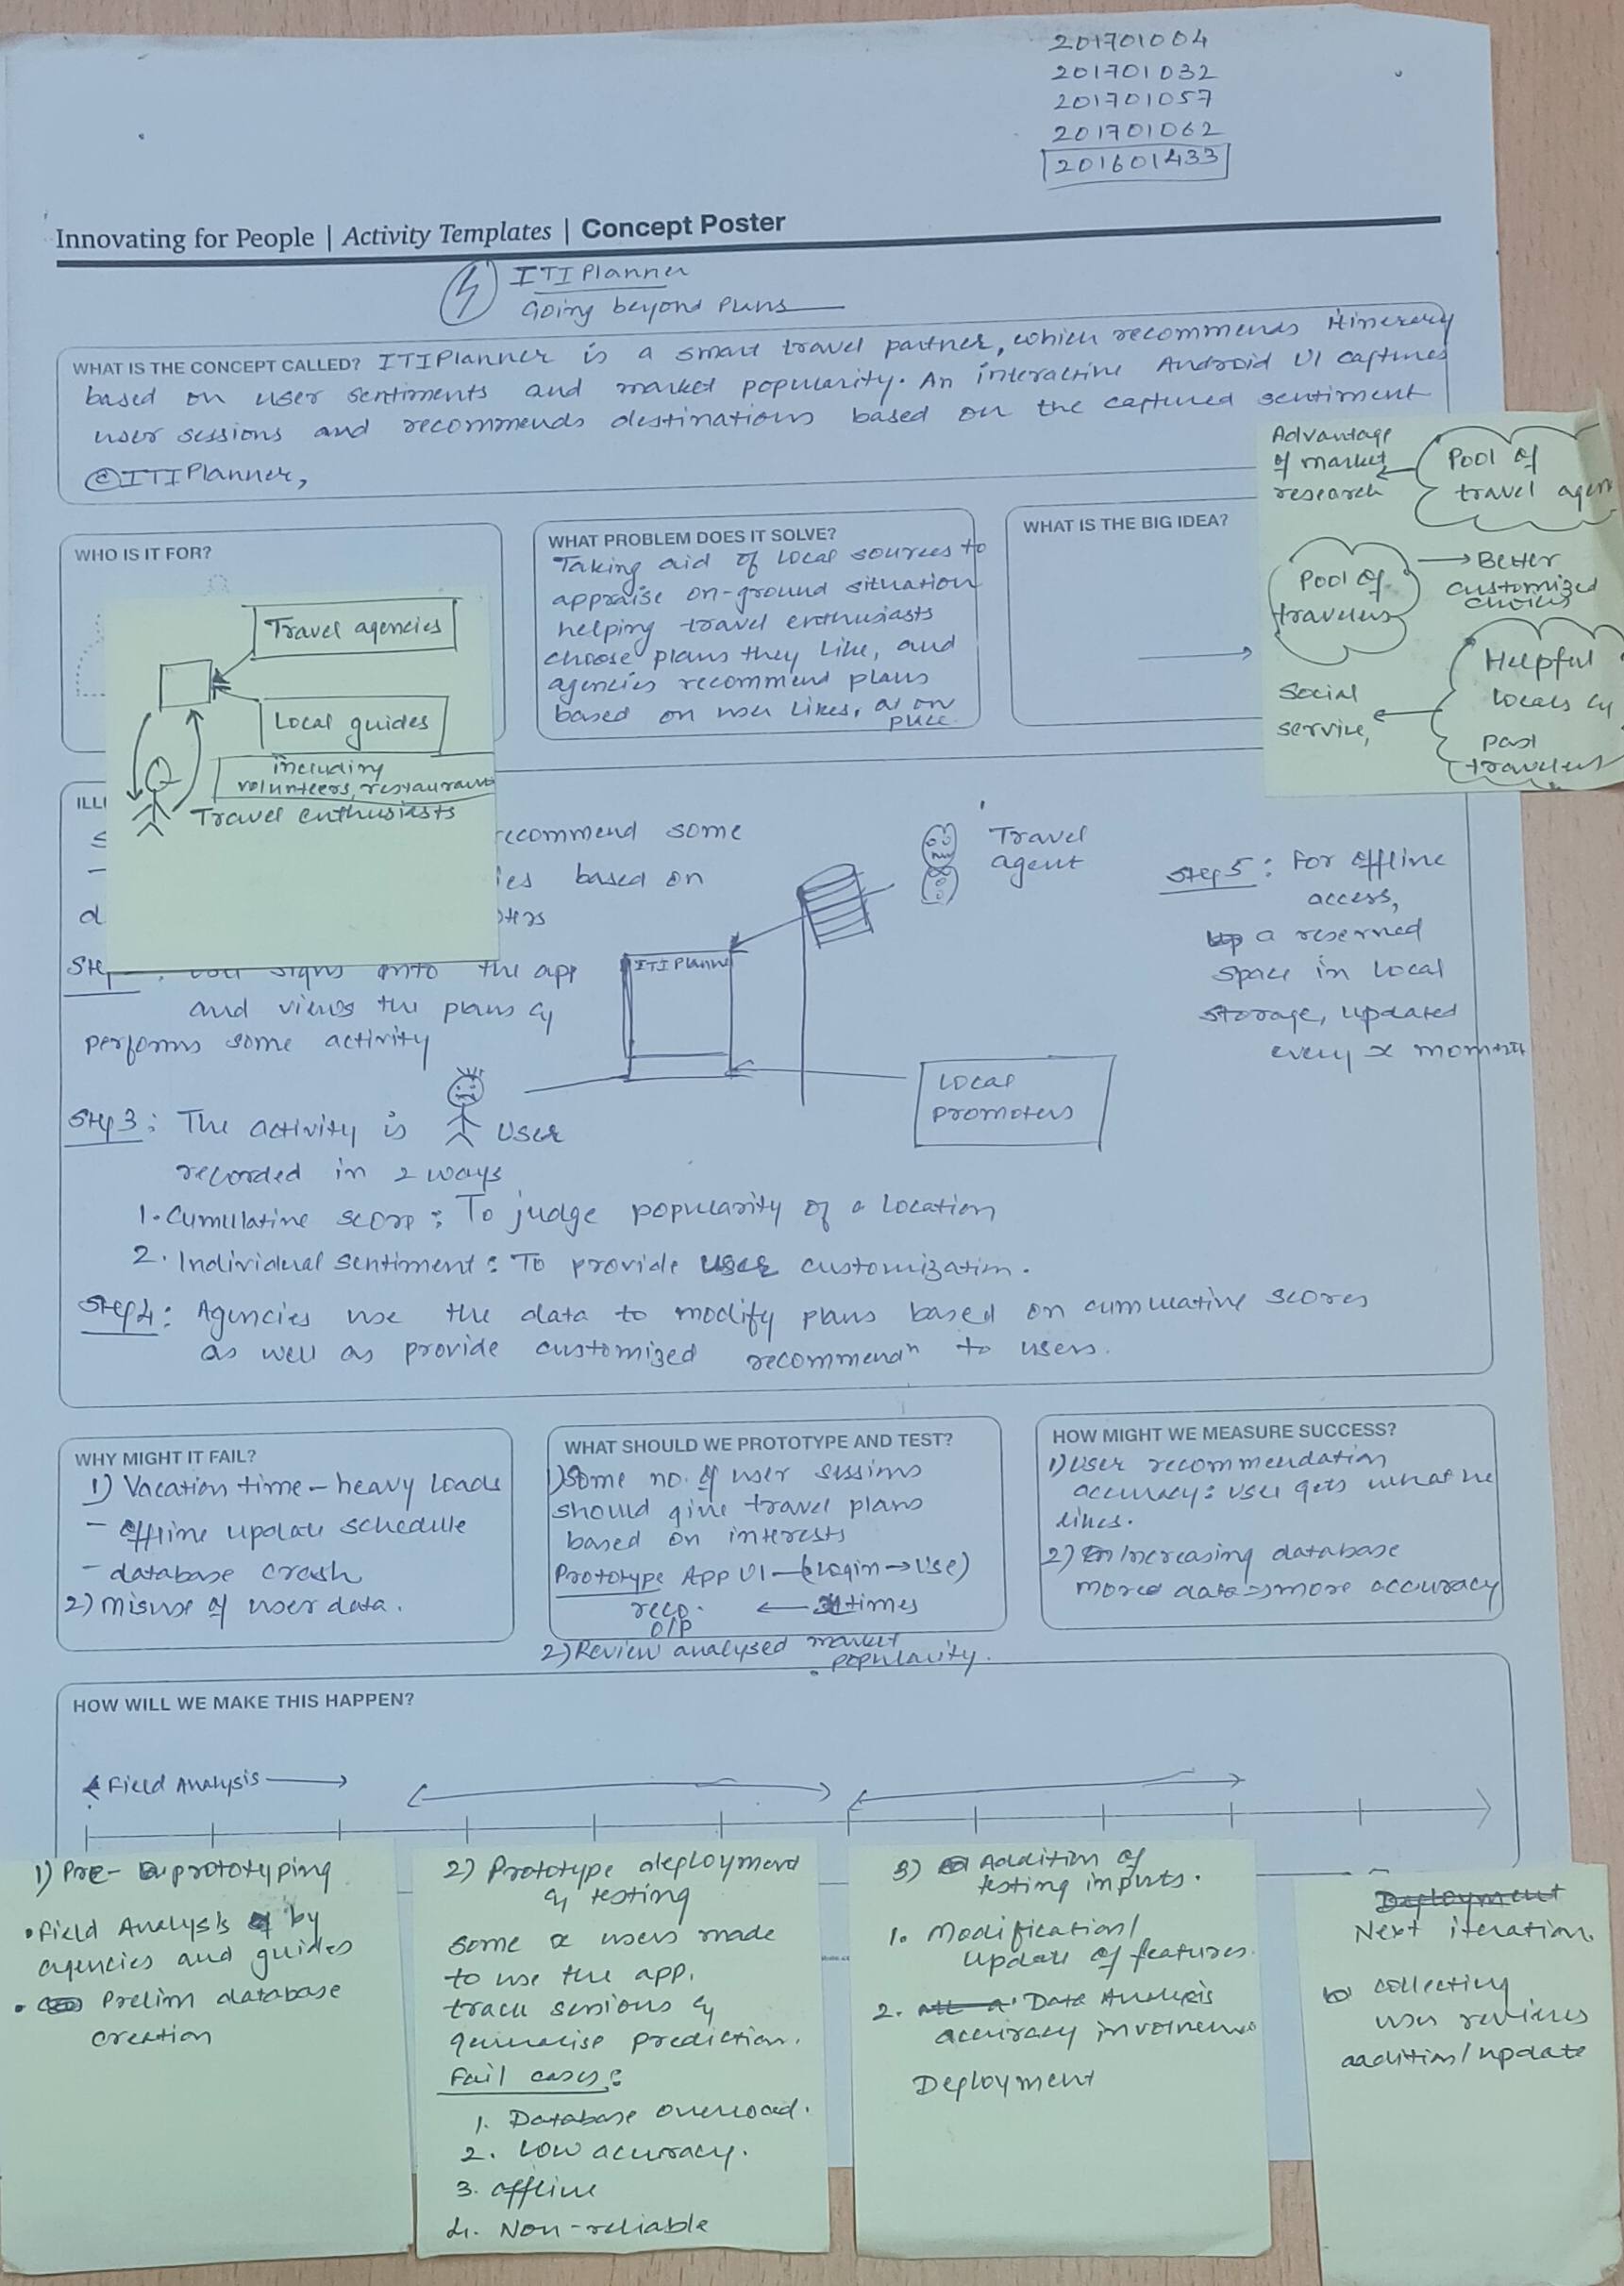 201701004
201701032
201701057
201701062
201601433
Innovating for People | Activity Templates | Concept Poster
4 ITIPlanner
Going beyond Plans
WHAT IS THE CONCEPT CALLED? ITIPlanner is a smart travel partner, which recommends itinerary
based on user sentiments and market popularity. An interactive Android UI captures
user sessions and recommends destinations based on the captured sentiment
@ITIPlanner,
WHO IS IT FOR?
Travel agencies
Local guides
including
volunteers, restaurants
Travel enthusiasts
WHAT PROBLEM DOES IT SOLVE?
Taking aid of local sources to
appraise on-ground situation
helping travel enthusiasts
choose plans they like, and
agencies recommend plans
based on user likes,
WHAT IS THE BIG IDEA?
Advantage
of market
research
Pool of
travel agen
Pool of
travelers
Better
customized
choices
Social
service,
Helpful
locals &
past
travelers
ILL
recommend some
ies based on
d
Travel
agent
ITIPlanner
signs onto the app
and views the plans &
performs some activity
User
Local
promoters
Step 5: For offline
access,
a reserved
space in local
storage, updated
every x moments
Step 3: The activity is
recorded in 2 ways
1. Cumulative score: To judge popularity of a location
2. Individual sentiment: To provide user customization.
Step 4: Agencies use the data to modify plans based on cumulative scores
as well as provide customized recommendn to users.
WHY MIGHT IT FAIL?
1) Vacation time - heavy loads
- offline update schedule
- database crash
2) Misuse of user data.
WHAT SHOULD WE PROTOTYPE AND TEST?
1) Some no. of user sessions
should give travel plans
based on interests
Prototype App UI - (Login → Use)
reco. ← times
O/P
2) Review analysed market
popularity.
HOW MIGHT WE MEASURE SUCCESS?
1) User recommendation
accuracy: user gets what he
likes.
2) Increasing database
more data => more accuracy
HOW WILL WE MAKE THIS HAPPEN?
Field Analysis
1) Pre- prototyping
• Field Analysis by
agencies and guides
• Prelim database
creation
2) Prototype deployment
& testing
Some x users made
to use the app.
track sessions &
prediction.
Fail cases:
1. Database overload.
2. Low accuracy.
3. offline
4. Non-reliable
3) Addition of
testing inputs.
1. Modification/
Update of features.
2. Data Analysis
accuracy
Deployment
Deployment
Next iteration.
collecting
user reviews
addition/update